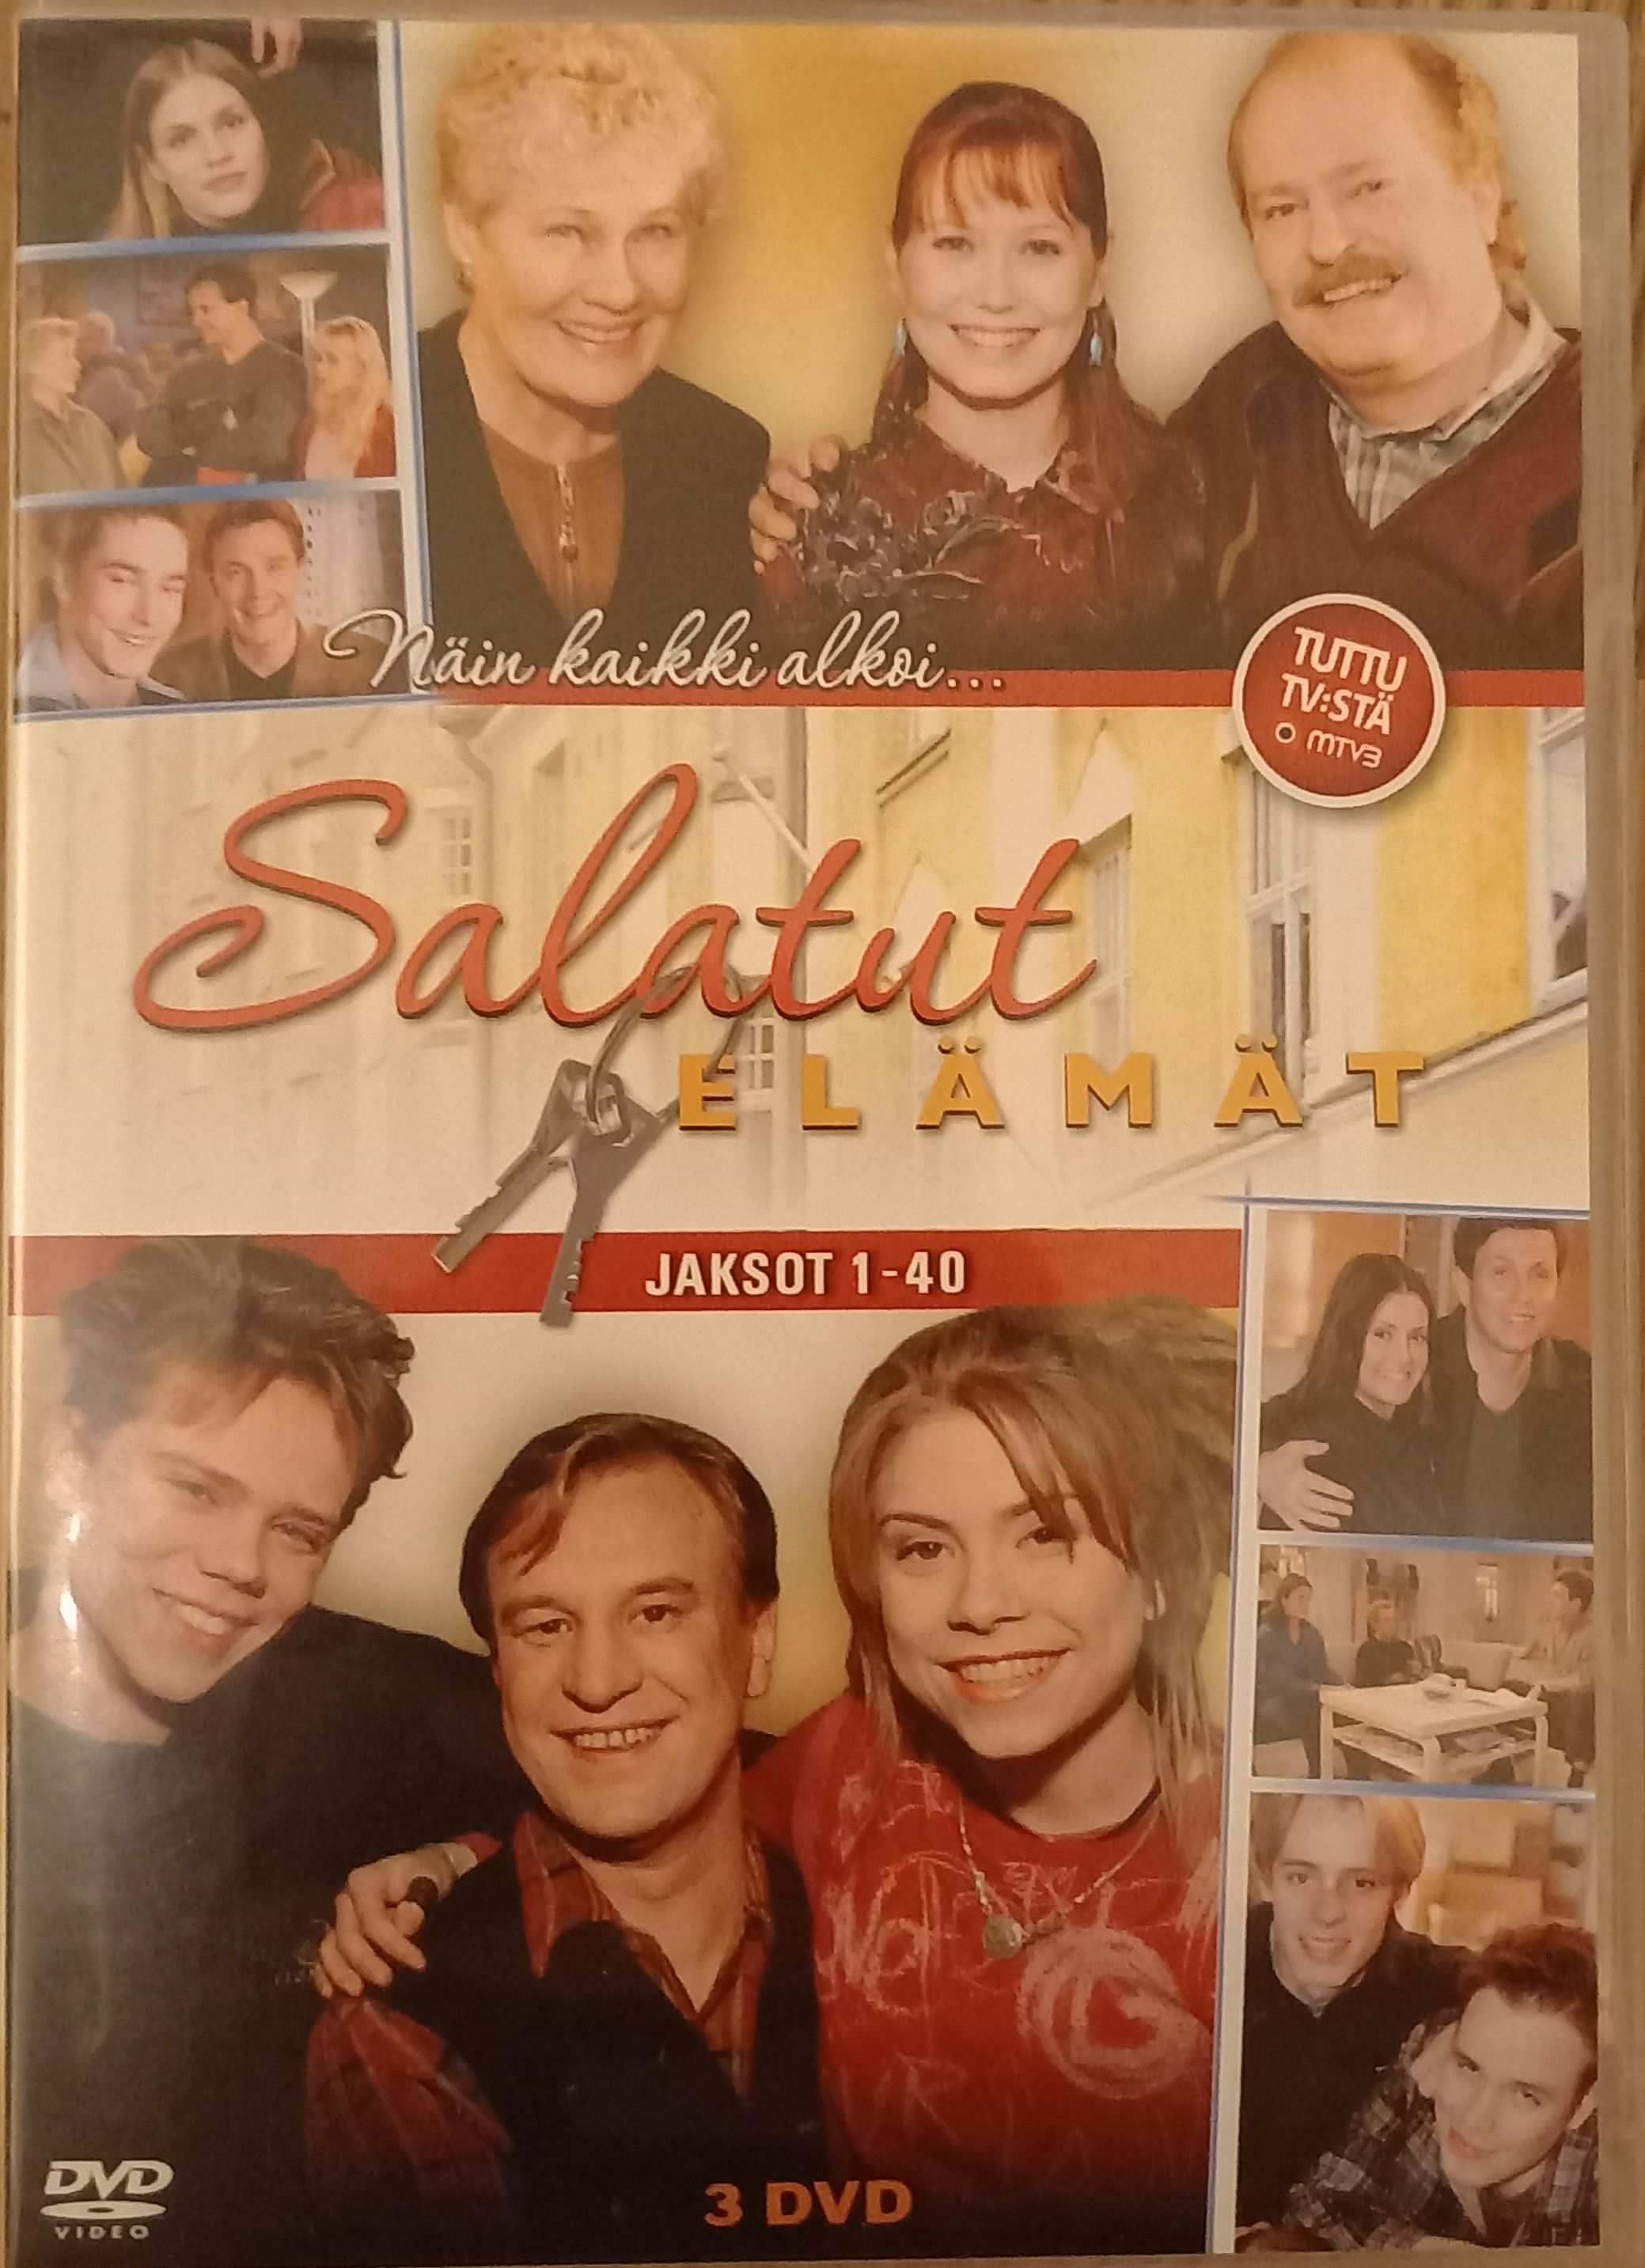 Näin kaikki alkoi...
TUTTU
TV:STÄ
MTV3
Salatut
ELÄMÄT
JAKSOT 1-40
DVD
VIDEO
3 DVD